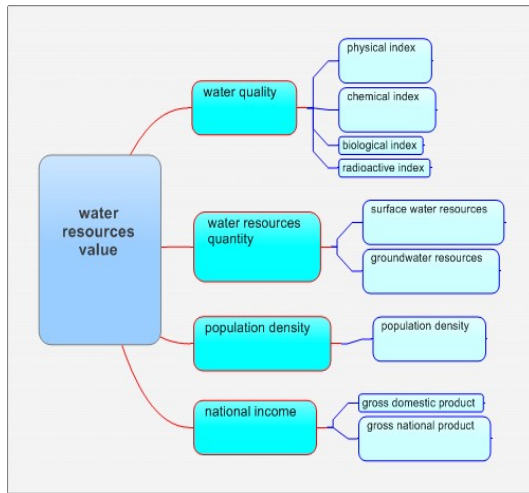 water
resources
value
water quality
physical index
chemical index
biological index
radioactive index
water resources
quantity
surface water resources
groundwater resources
population density
population density
national income
gross domestic product
gross national product